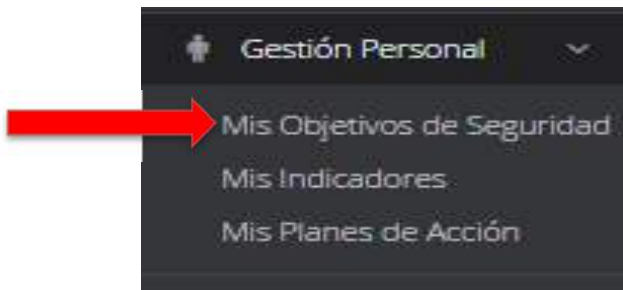 Gestión Personal
Mis Objetivos de Seguridad
Mis Indicadores
Mis Planes de Acción